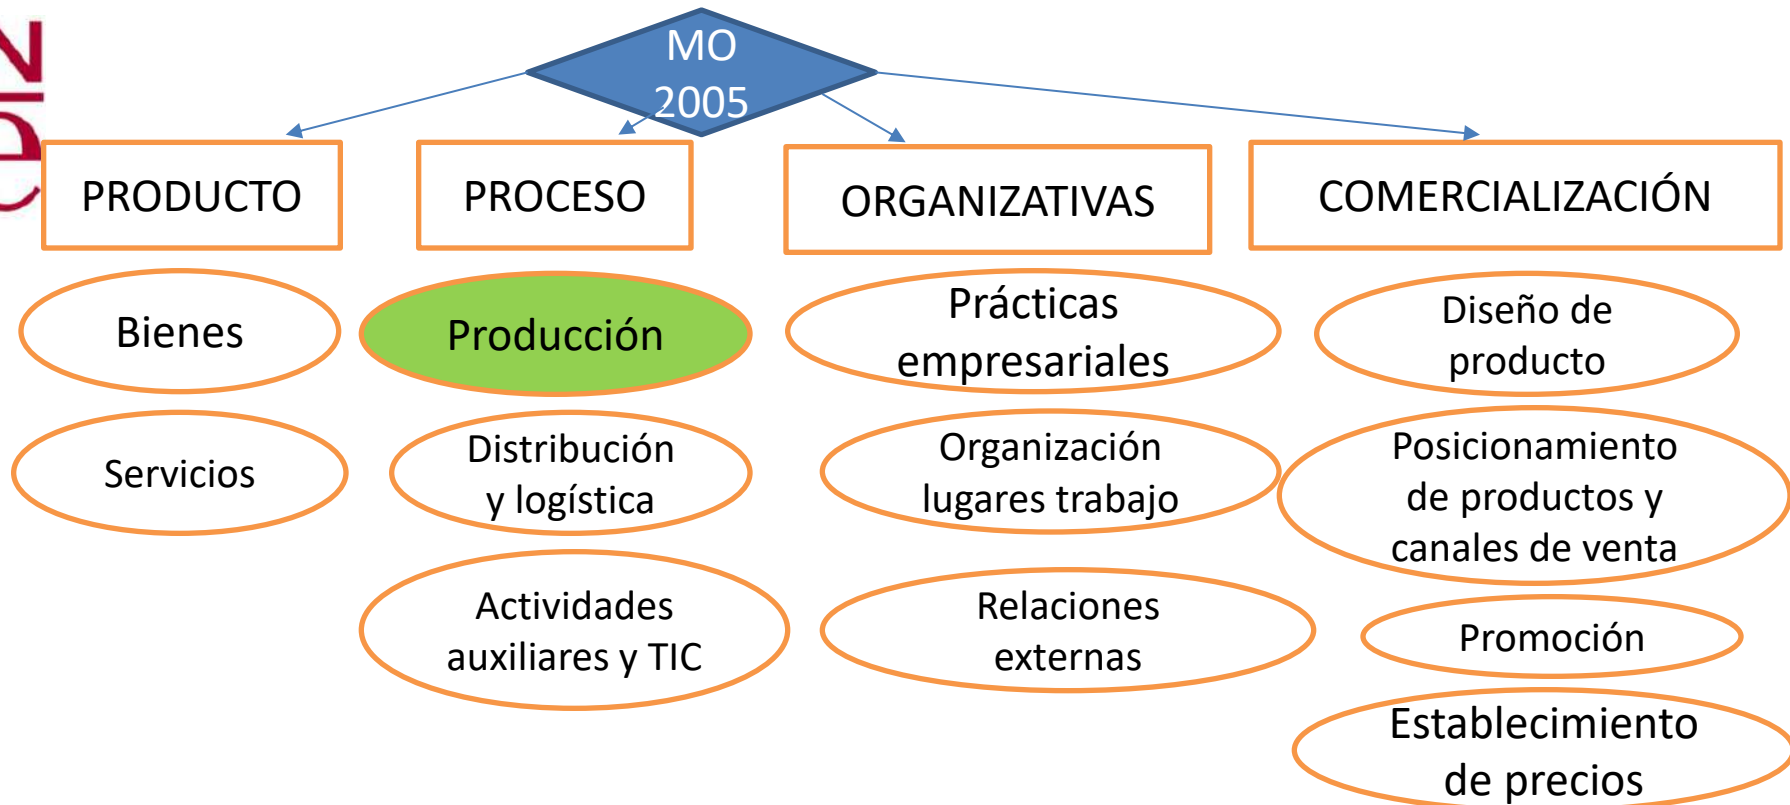 MO
2005
PRODUCTO
PROCESO
ORGANIZATIVAS
COMERCIALIZACIÓN
Bienes
Producción
Prácticas
empresariales
Diseño de
producto
Servicios
Distribución
y logística
Organización
lugares trabajo
Posicionamiento
de productos y
canales de venta
Actividades
auxiliares y TIC
Relaciones
externas
Promoción
Establecimiento
de precios